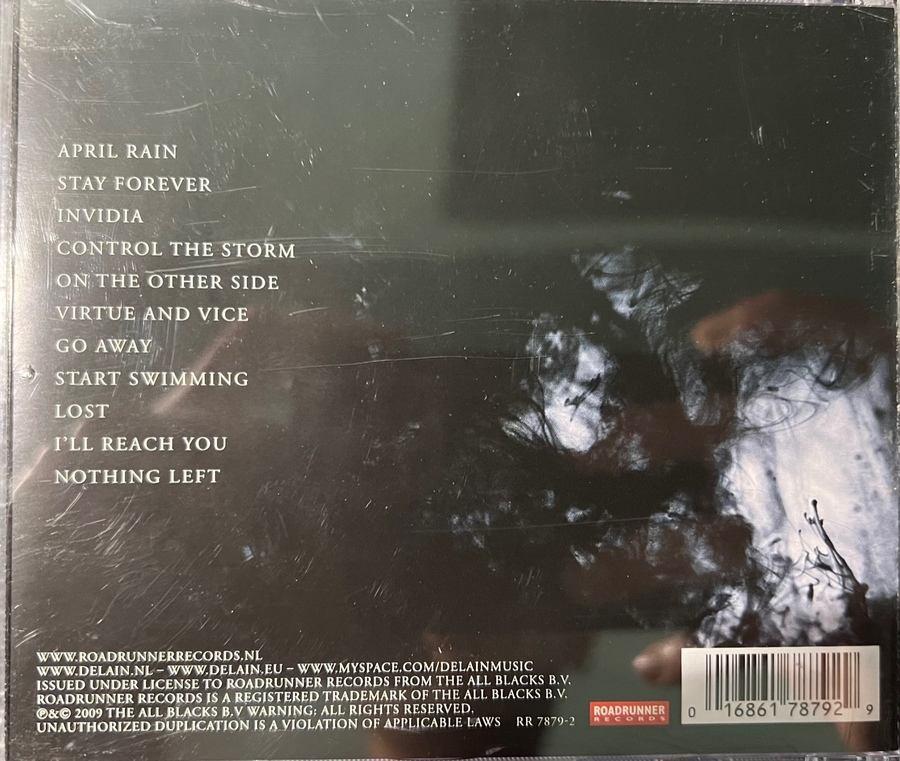 APRIL RAIN
STAY FOREVER
INVIDIA
CONTROL THE STORM
ON THE OTHER SIDE
VIRTUE AND VICE
GO AWAY
START SWIMMING
LOST
I'LL REACH YOU
NOTHING LEFT
WWW.ROADRUNNERRECORDS.NL
WWW.DELAIN.NL – WWW.DELAIN.EU – WWW.MYSPACE.COM/DELAINMUSIC
ISSUED UNDER LICENSE TO ROADRUNNER RECORDS FROM THE ALL BLACKS B.V.
ROADRUNNER RECORDS IS A REGISTERED TRADEMARK OF THE ALL BLACKS B.V.
℗&© 2009 THE ALL BLACKS B.V. WARNING: ALL RIGHTS RESERVED.
UNAUTHORIZED DUPLICATION IS A VIOLATION OF APPLICABLE LAWS RR 7879-2
ROADRUNNER
RECORDS
0 16861 78792 9